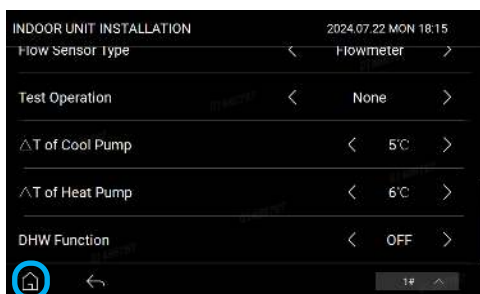 INDOOR UNIT INSTALLATION 2024.07.22 MON 18:15
Flow Sensor Type < Flowmeter >
Test Operation < None >
△T of Cool Pump < 5℃ >
△T of Heat Pump < 6℃ >
DHW Function < OFF >
1#